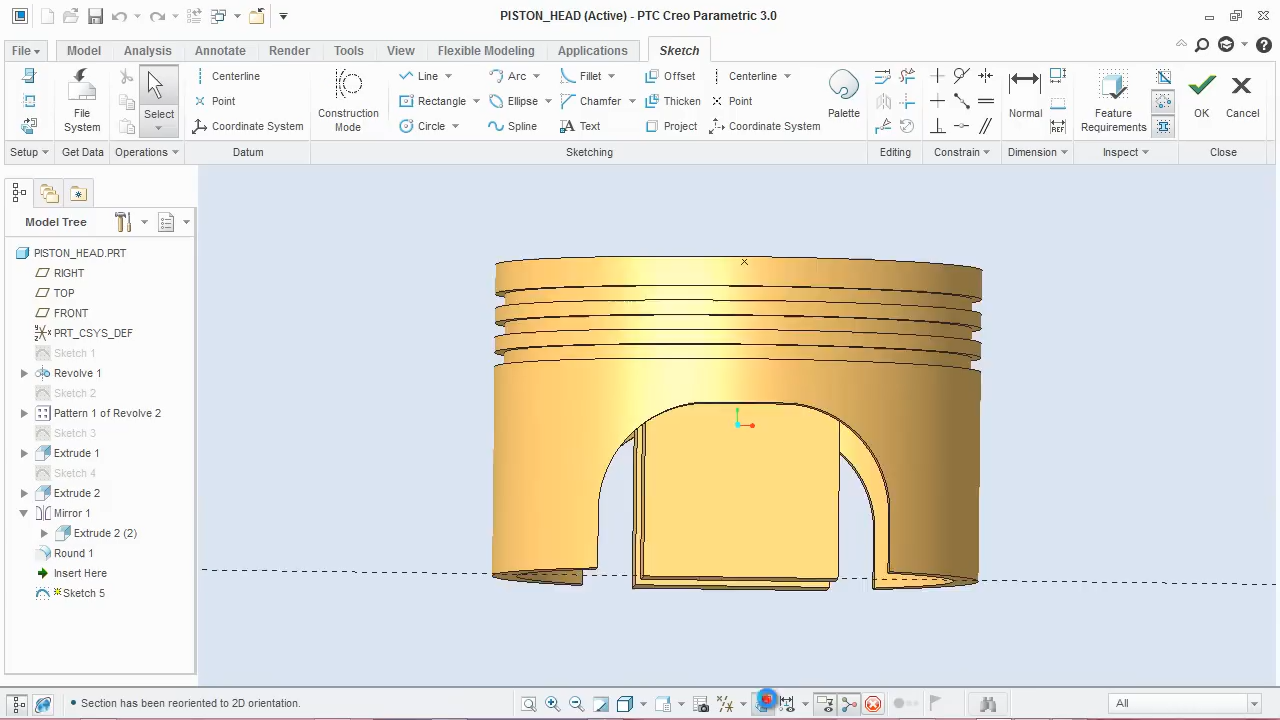 PISTON_HEAD (Active) - PTC Creo Parametric 3.0
File Model Analysis Annotate Render Tools View Flexible Modeling Applications Sketch
Centerline Line Arc Fillet Offset Centerline
Point Rectangle Ellipse Chamfer Thicken Point
Coordinate System Circle Spline Text Project Coordinate System
File System
Select
Construction Mode
Palette
Normal
REF
Feature Requirements
OK
Cancel
Setup Get Data Operations Datum Sketching Editing Constrain Dimension Inspect Close
Model Tree
PISTON_HEAD.PRT
RIGHT
TOP
FRONT
PRT_CSYS_DEF
Sketch 1
Revolve 1
Sketch 2
Pattern 1 of Revolve 2
Sketch 3
Extrude 1
Sketch 4
Extrude 2
Mirror 1
Extrude 2 (2)
Round 1
Insert Here
Sketch 5
• Section has been reoriented to 2D orientation.
All